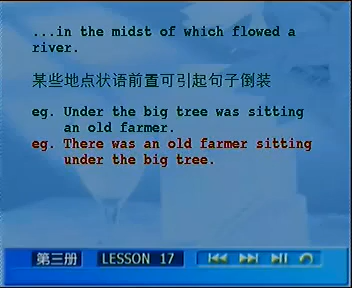 ...in the midst of which flowed a
river.
某些地点状语前置可引起句子倒装
eg. Under the big tree was sitting
an old farmer.
eg. There was an old farmer sitting
under the big tree.
第三册 LESSON 17